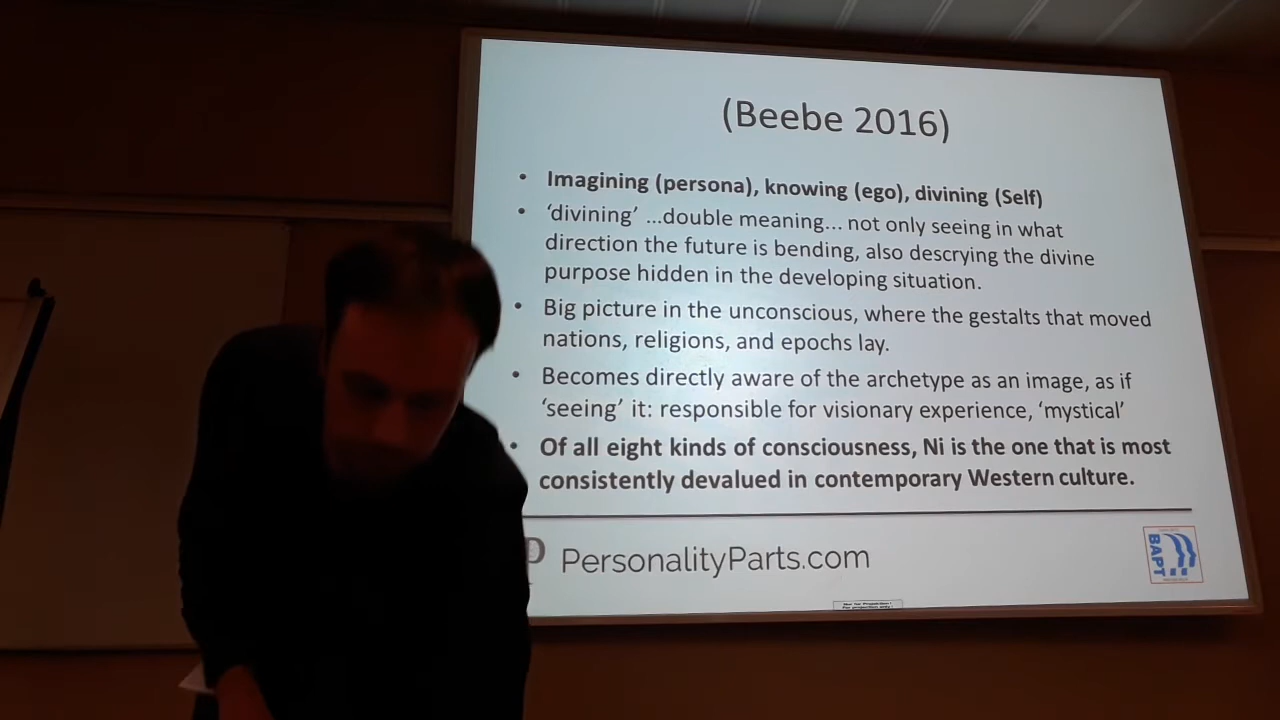 (Beebe 2016)
• Imagining (persona), knowing (ego), divining (Self)
• ‘divining’ ...double meaning... not only seeing in what
direction the future is bending, also descrying the divine
purpose hidden in the developing situation.
• Big picture in the unconscious, where the gestalts that moved
nations, religions, and epochs lay.
• Becomes directly aware of the archetype as an image, as if
‘seeing’ it: responsible for visionary experience, ‘mystical’
• Of all eight kinds of consciousness, Ni is the one that is most
consistently devalued in contemporary Western culture.
PersonalityParts.com
BAPT